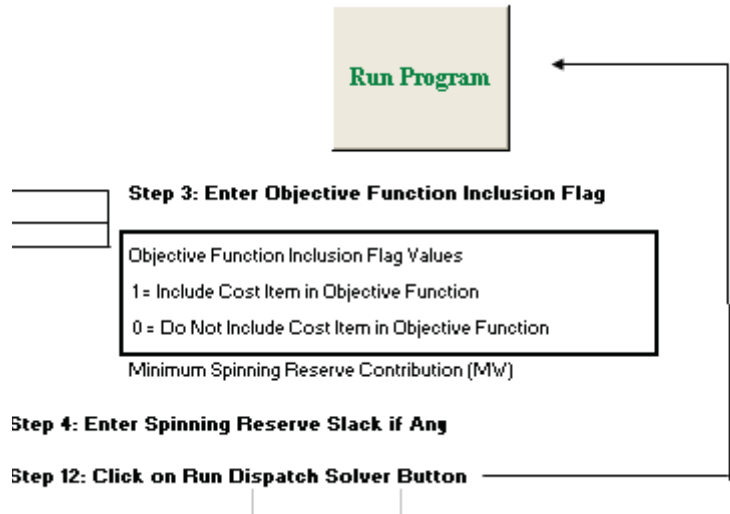 Run Program
Step 3: Enter Objective Function Inclusion Flag
Objective Function Inclusion Flag Values
1= Include Cost Item in Objective Function
0 = Do Not Include Cost Item in Objective Function
Minimum Spinning Reserve Contribution (MW)
Step 4: Enter Spinning Reserve Slack if Any
Step 12: Click on Run Dispatch Solver Button